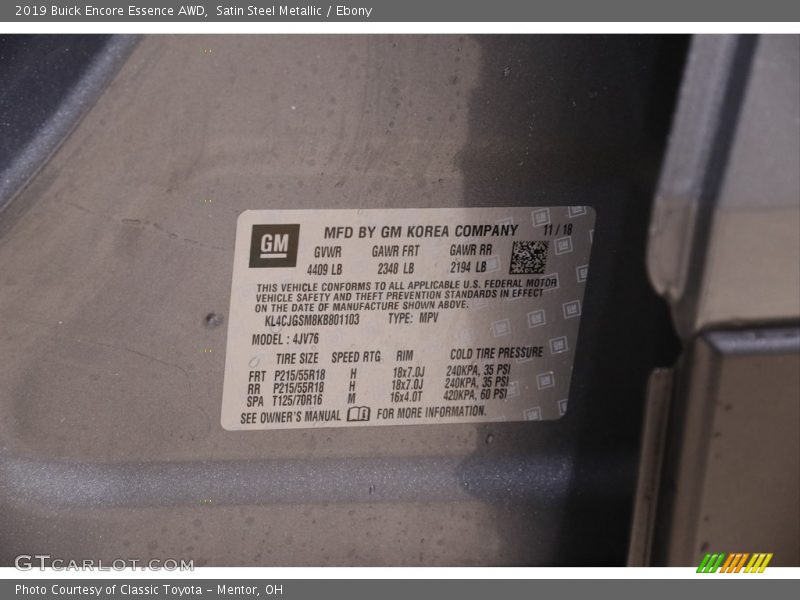 2019 Buick Encore Essence AWD, Satin Steel Metallic / Ebony
GM
MFD BY GM KOREA COMPANY 11 / 18
GVWR GAWR FRT GAWR RR
4409 LB 2348 LB 2194 LB
THIS VEHICLE CONFORMS TO ALL APPLICABLE U.S. FEDERAL MOTOR
VEHICLE SAFETY AND THEFT PREVENTION STANDARDS IN EFFECT
ON THE DATE OF MANUFACTURE SHOWN ABOVE.
KL4CJGSM8KB801103 TYPE: MPV
MODEL : 4JV76
TIRE SIZE SPEED RTG RIM COLD TIRE PRESSURE
FRT P215/55R18 H 18x7.0J 240KPA, 35 PSI
RR P215/55R18 H 18x7.0J 240KPA, 35 PSI
SPA T125/70R16 M 16x4.0T 420KPA, 60 PSI
SEE OWNER'S MANUAL FOR MORE INFORMATION.
GTCARLOT.COM
Photo Courtesy of Classic Toyota - Mentor, OH